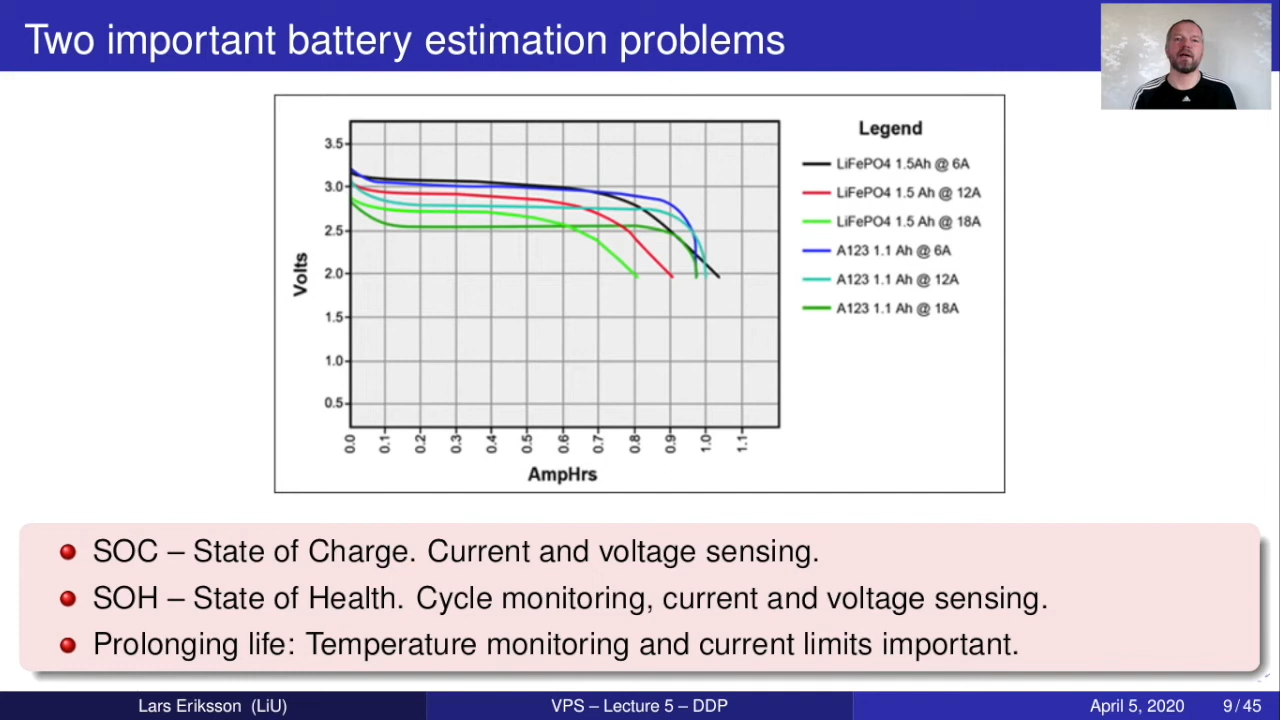 Two important battery estimation problems
Legend
LiFePO4 1.5Ah @ 6A
LiFePO4 1.5 Ah @ 12A
LiFePO4 1.5 Ah @ 18A
A123 1.1 Ah @ 6A
A123 1.1 Ah @ 12A
A123 1.1 Ah @ 18A
Volts
3.5
3.0
2.5
2.0
1.5
1.0
0.5
0.0 0.1 0.2 0.3 0.4 0.5 0.6 0.7 0.8 0.9 1.0 1.1
AmpHrs
SOC – State of Charge. Current and voltage sensing.
SOH – State of Health. Cycle monitoring, current and voltage sensing.
Prolonging life: Temperature monitoring and current limits important.
Lars Eriksson (LiU) VPS – Lecture 5 – DDP April 5, 2020 9 / 45